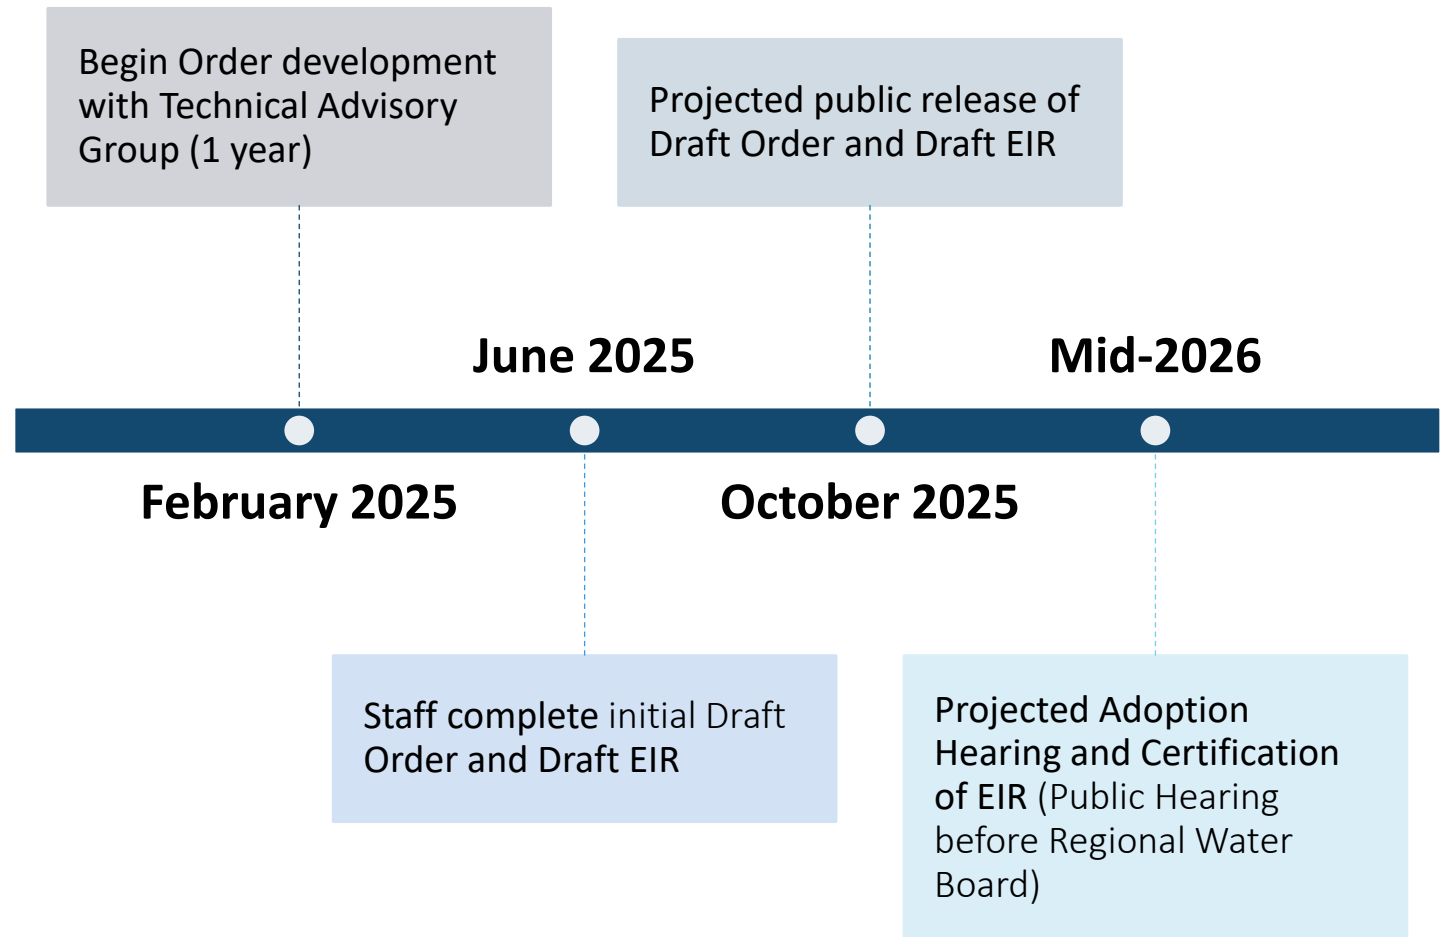 Begin Order development
with Technical Advisory
Group (1 year)
Projected public release of
Draft Order and Draft EIR
June 2025
Mid-2026
February 2025
October 2025
Staff complete initial Draft
Order and Draft EIR
Projected Adoption
Hearing and Certification
of EIR (Public Hearing
before Regional Water
Board)